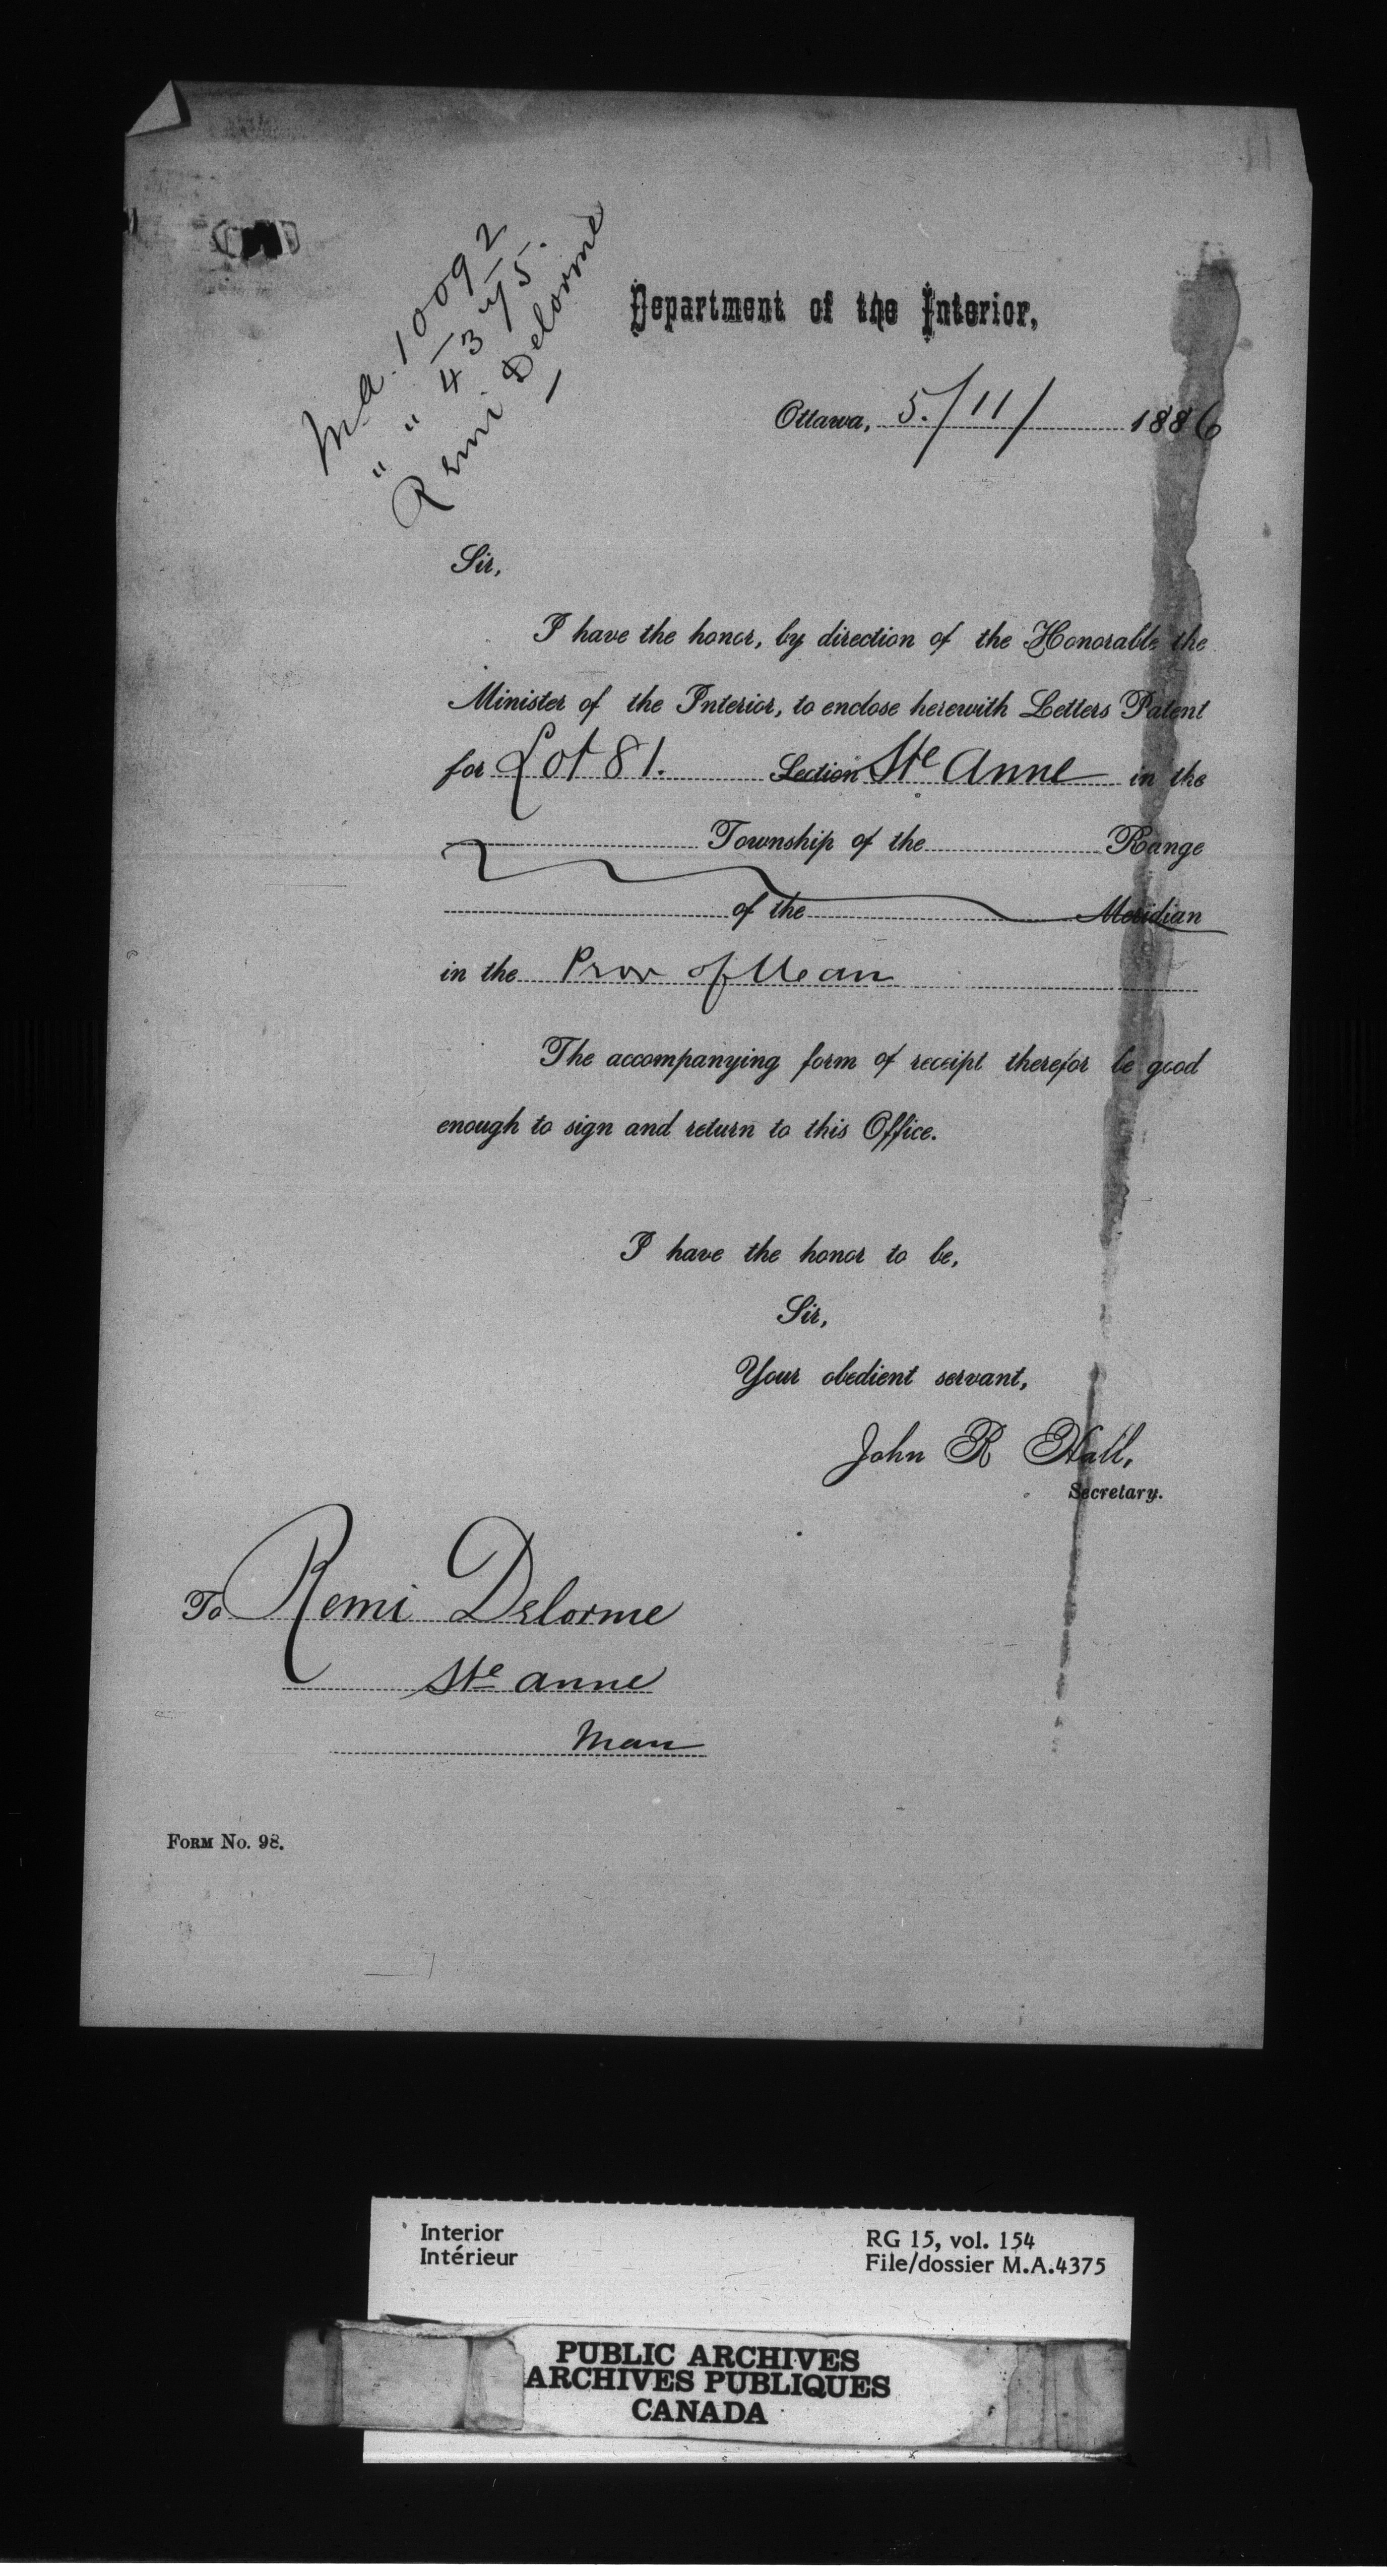 M.A. 10092
" " 4375.
Remi Delorme
Department of the Interior,
Ottawa, 5./11/ 1886
Sir,
I have the honor, by direction of the Honorable the
Minister of the Interior, to enclose herewith Letters Patent
for Lot 81. Section Ste Anne in the
Township of the Range
of the Meridian
in the Prov of Man
The accompanying form of receipt therefor be good
enough to sign and return to this Office.
I have the honor to be,
Sir,
Your obedient servant,
John R Hall,
Secretary.
To Remi Delorme
Ste Anne
Man
FORM No. 98.
Interior
Intérieur
RG 15, vol. 154
File/dossier M.A.4375
PUBLIC ARCHIVES
ARCHIVES PUBLIQUES
CANADA